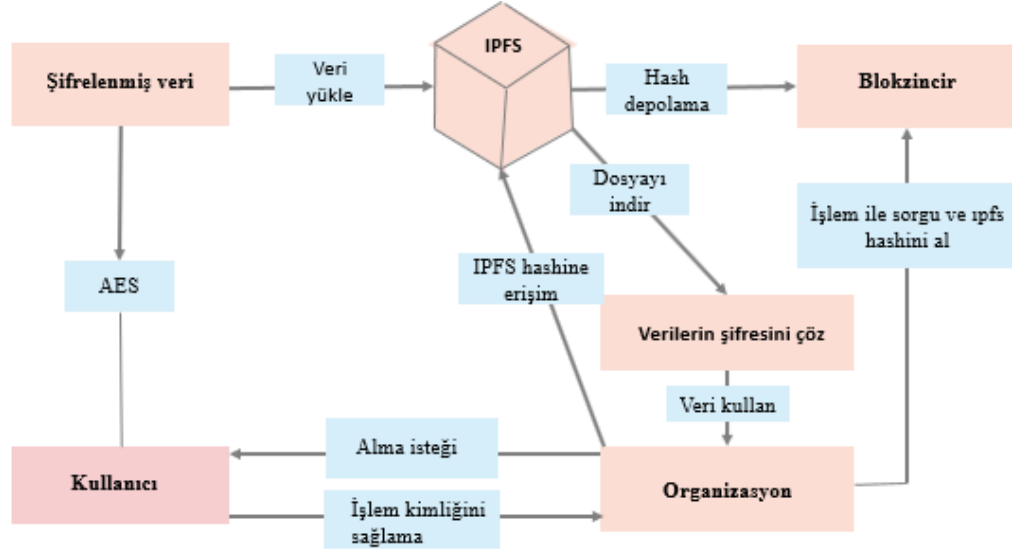 IPFS
Şifrelenmiş veri
Veri
yükle
Hash
depolama
Blokzincir
Dosyayı
indir
İşlem ile sorgu ve ıpfs
hashini al
AES
IPFS hashine
erişim
Verilerin şifresini çöz
Veri kullan
Alma isteği
Kullanıcı
Organizasyon
İşlem kimliğini
sağlama